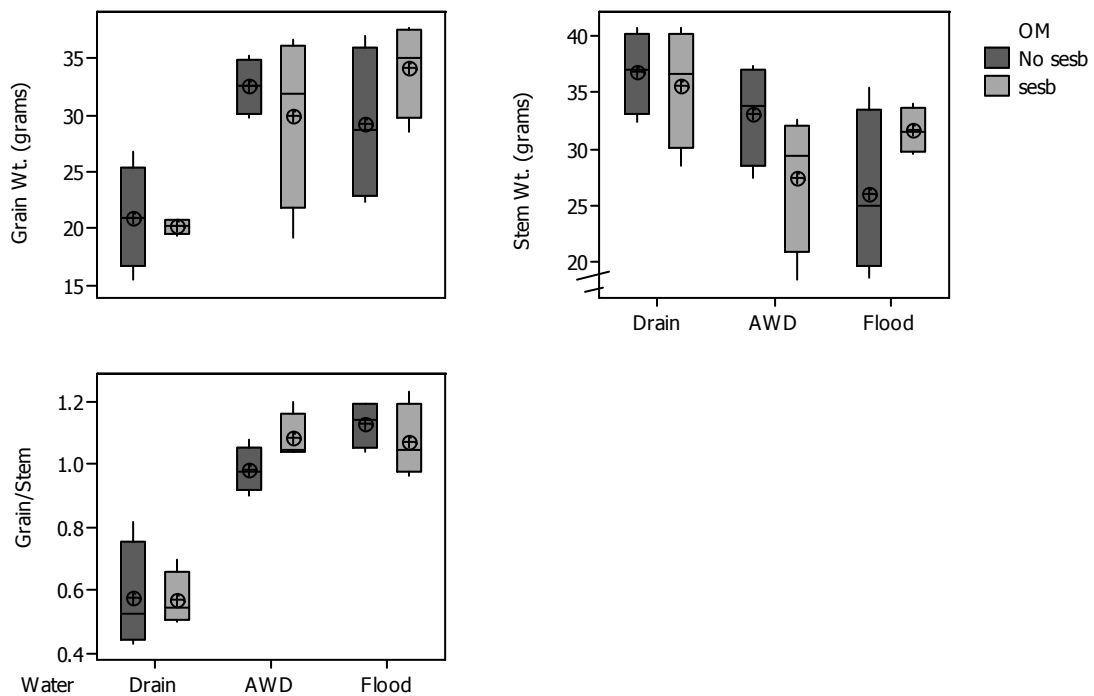 Grain Wt. (grams)
35
30
25
20
15
Stem Wt. (grams)
40
35
30
25
20
Drain AWD Flood
OM
No sesb
sesb
Grain/Stem
1.2
1.0
0.8
0.6
0.4
Water Drain AWD Flood